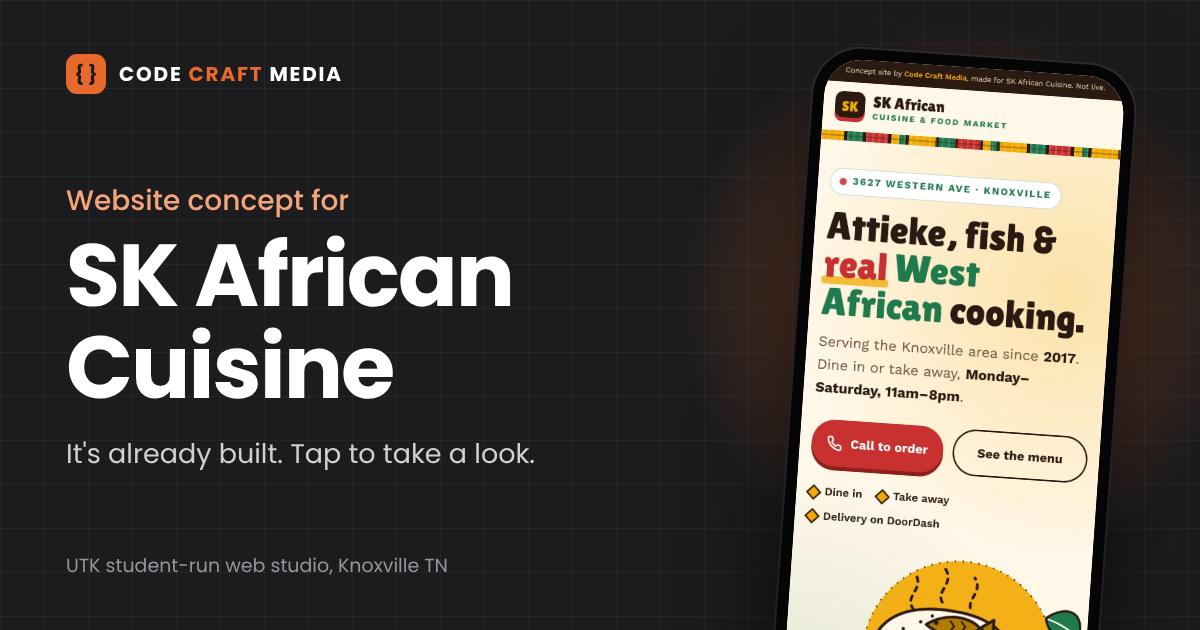 { } CODE CRAFT MEDIA
Website concept for
SK African
Cuisine
It's already built. Tap to take a look.
UTK student-run web studio, Knoxville TN
Concept site by Code Craft Media, made for SK African Cuisine. Not live.
SK
SK African
CUISINE & FOOD MARKET
3627 WESTERN AVE · KNOXVILLE
Attieke, fish &
real West
African cooking.
Serving the Knoxville area since 2017.
Dine in or take away, Monday–
Saturday, 11am–8pm.
Call to order
See the menu
Dine in
Take away
Delivery on DoorDash